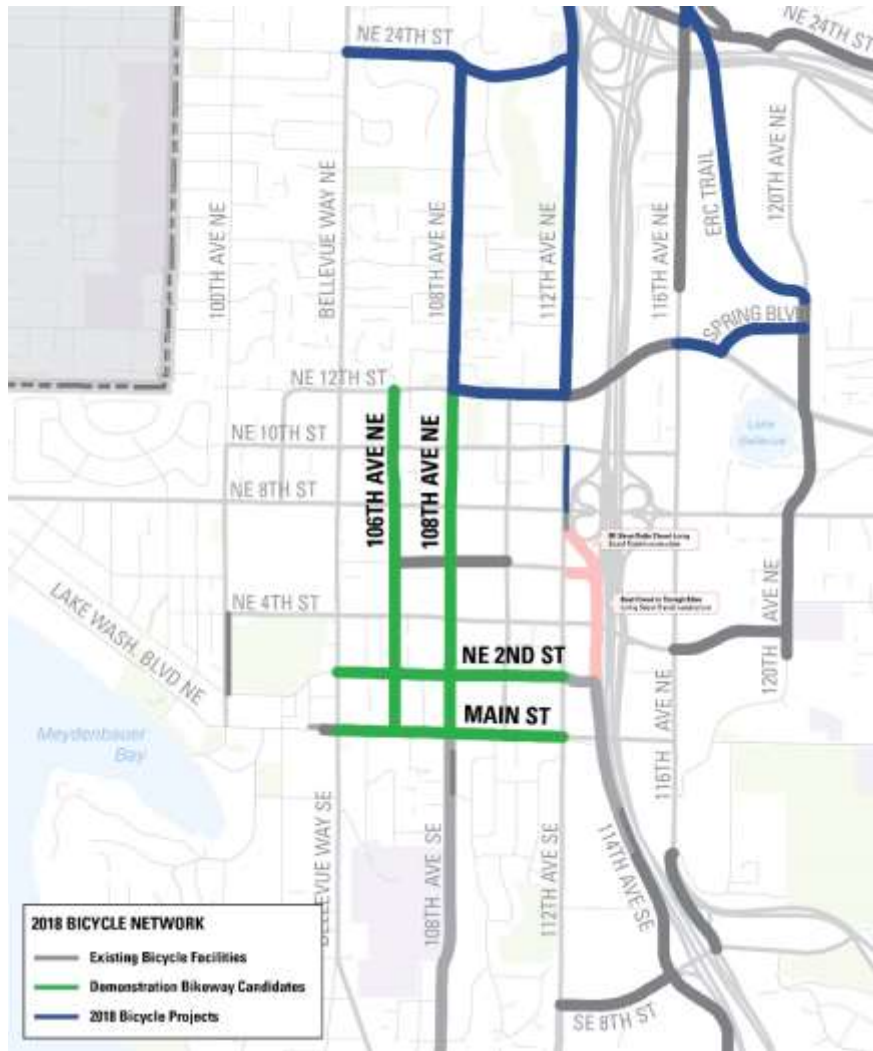 NE 24TH ST
NE 24TH ST
100TH AVE NE
BELLEVUE WAY NE
108TH AVE NE
112TH AVE NE
116TH AVE NE
ERC TRAIL
120TH AVE NE
SPRING BLVD
NE 12TH ST
NE 10TH ST
106TH AVE NE
108TH AVE NE
Lake
Bellevue
NE 8TH ST
NE 4TH ST
LAKE WASH. BLVD NE
120TH AVE NE
NE 2ND ST
MAIN ST
Meydenbauer
Bay
116TH AVE NE
BELLEVUE WAY SE
108TH AVE SE
112TH AVE SE
114TH AVE SE
SE 8TH ST
2018 BICYCLE NETWORK
Existing Bicycle Facilities
Demonstration Bikeway Candidates
2018 Bicycle Projects